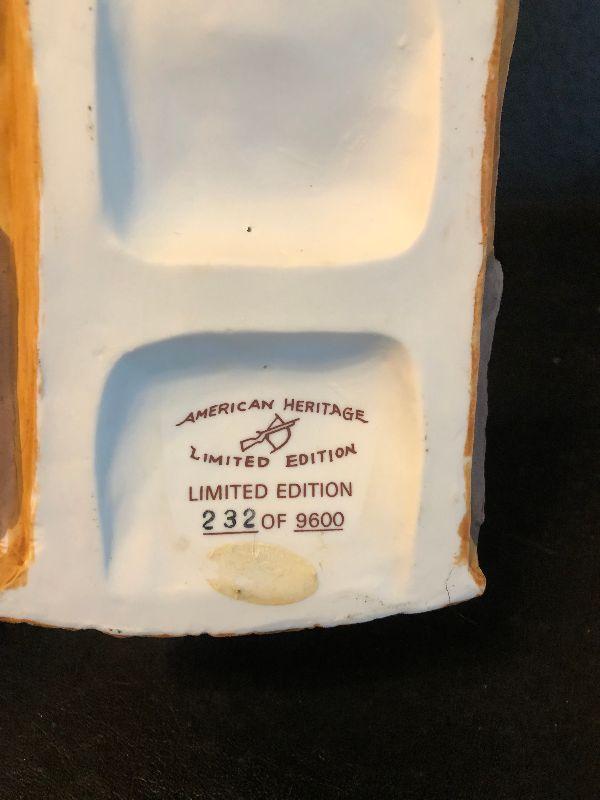 AMERICAN HERITAGE
LIMITED EDITION
LIMITED EDITION
232 OF 9600